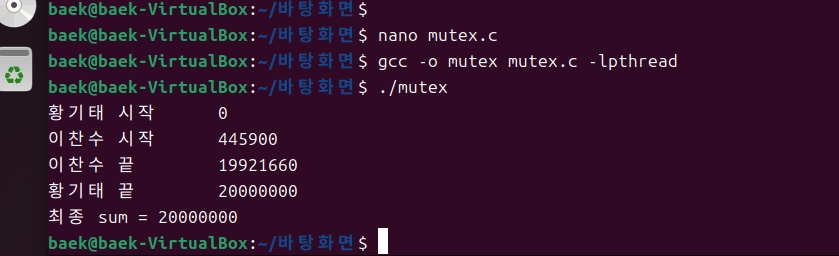 baek@baek-VirtualBox:~/바탕화면$
baek@baek-VirtualBox:~/바탕화면$ nano mutex.c
baek@baek-VirtualBox:~/바탕화면$ gcc -o mutex mutex.c -lpthread
baek@baek-VirtualBox:~/바탕화면$ ./mutex
황기태 시작 0
이찬수 시작 445900
이찬수 끝 19921660
황기태 끝 20000000
최종 sum = 20000000
baek@baek-VirtualBox:~/바탕화면$